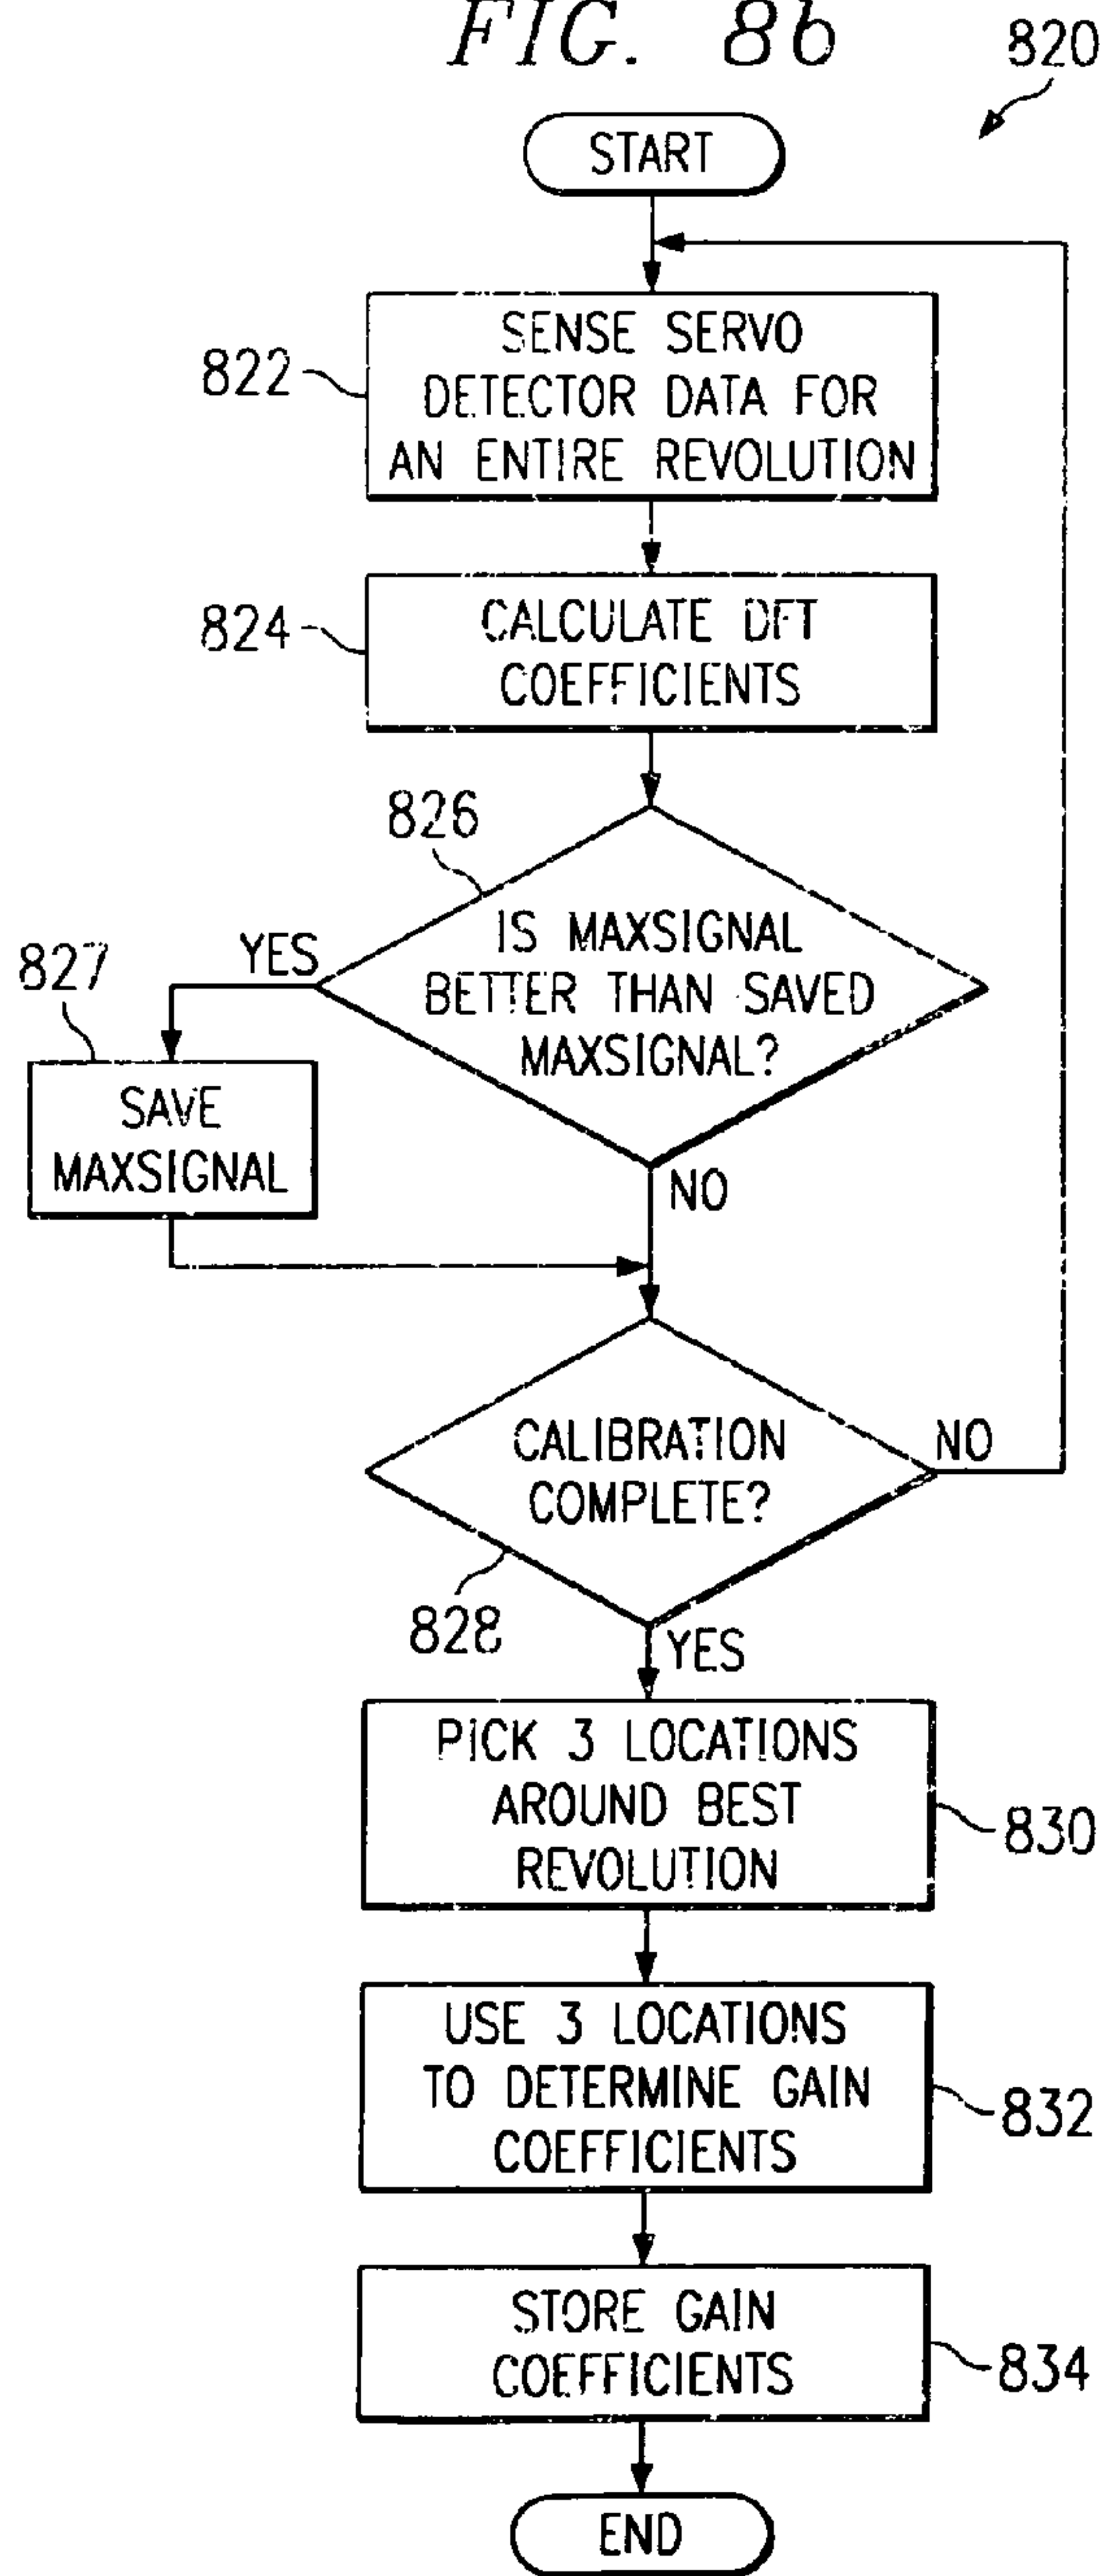 FIG. 8b
820
START
822
SENSE SERVO
DETECTOR DATA FOR
AN ENTIRE REVOLUTION
824
CALCULATE DFT
COEFFICIENTS
826
IS MAXSIGNAL
BETTER THAN SAVED
MAXSIGNAL?
YES
827
SAVE
MAXSIGNAL
NO
CALIBRATION
COMPLETE?
NO
828
YES
PICK 3 LOCATIONS
AROUND BEST
REVOLUTION
830
USE 3 LOCATIONS
TO DETERMINE GAIN
COEFFICIENTS
832
STORE GAIN
COEFFICIENTS
834
END